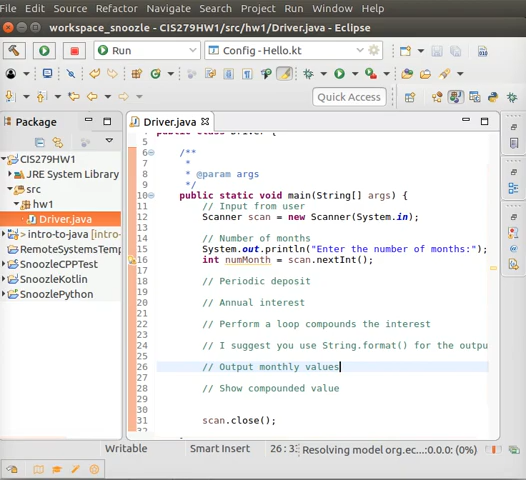 File Edit Source Refactor Navigate Search Project Run Window Help
workspace_snoozle - CIS279HW1/src/hw1/Driver.java - Eclipse
Run
Config - Hello.kt
Quick Access
Package
CIS279HW1
JRE System Library
src
hw1
Driver.java
> intro-to-java [intro-
RemoteSystemsTemp
SnoozleCPPTest
SnoozleKotlin
SnoozlePython
Driver.java
5
6 /**
7 *
8 * @param args
9 */
10 public static void main(String[] args) {
11 // Input from user
12 Scanner scan = new Scanner(System.in);
13
14 // Number of months
15 System.out.println("Enter the number of months:");
16 int numMonth = scan.nextInt();
17
18 // Periodic deposit
19
20 // Annual interest
21
22 // Perform a loop compounds the interest
23
24 // I suggest you use String.format() for the outpu
25
26 // Output monthly values
27
28 // Show compounded value
29
30
31 scan.close();
Writable Smart Insert 26 : 3 Resolving model org.ec...:0.0.0: (0%)